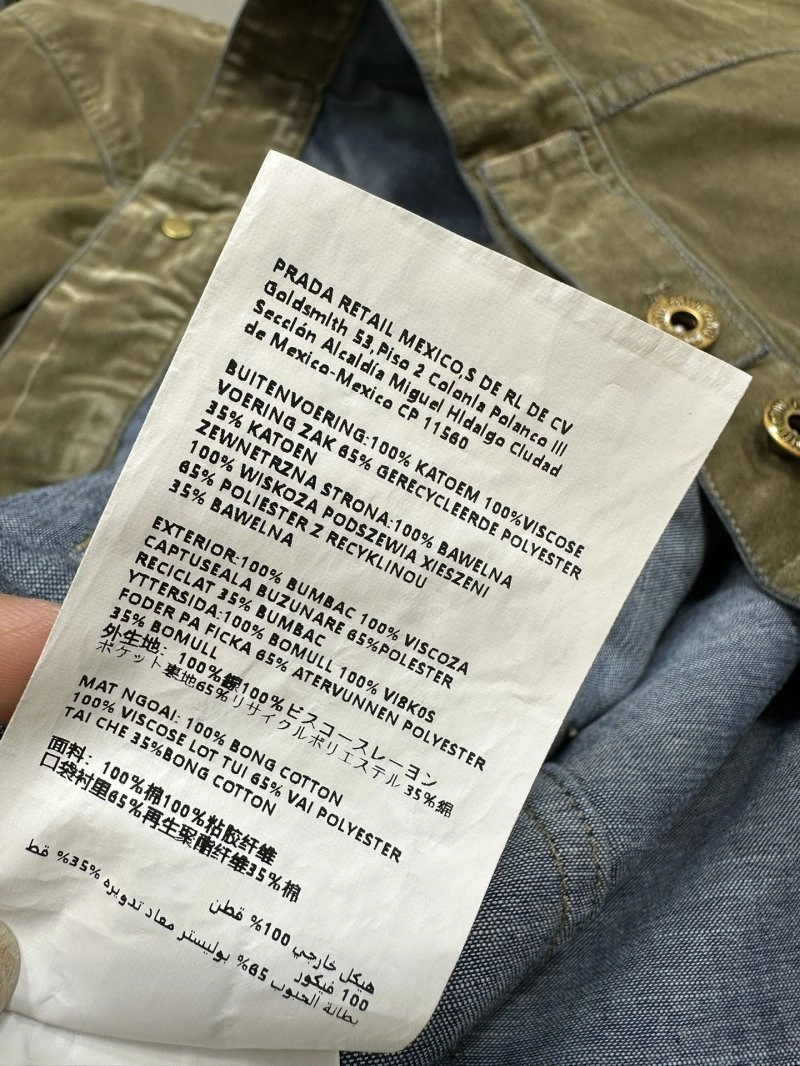 PRADA RETAIL MEXICO,S DE RL DE CV
Goldsmith 53,Piso 2 Colonia Polanco III
Sección Alcaldía Miguel Hidalgo Ciudad
de Mexico-Mexico CP 11560
BUITENVOERING:100% KATOEM 100%VISCOSE
VOERING ZAK 65% GERECYCLEERDE POLYESTER
35% KATOEN
ZEWNETRZNA STRONA:100% BAWELNA
100% WISKOZA PODSZEWIA XIESZENI
65% POLIESTER Z RECYKLINOU
35% BAWELNA
EXTERIOR:100% BUMBAC 100% VISCOZA
CAPTUSEALA BUZUNARE 65%POLESTER
RECICLAT 35% BUMBAC
YTTERSIDA:100% BOMULL 100% VI8K0S
FODER PA FICKA 65% ATERVUNNEN POLYESTER
35% BOMULL
外生地: 100%綿100%ビスコースレーヨン
ポケット裏地65%リサイクルポリエステル 35%綿
MAT NGOAI: 100% BONG COTTON
100% VISCOSE LOT TUI 65% VAI POLYESTER
TAI CHE 35%BONG COTTON
面料: 100%棉100%粘胶纤维
口袋衬里65%再生聚酯纤维35%棉
هيكل خارجي 100% قطن
100 فيكور
بطانة الجيوب 65% بوليستر معاد تدويره 35% قط